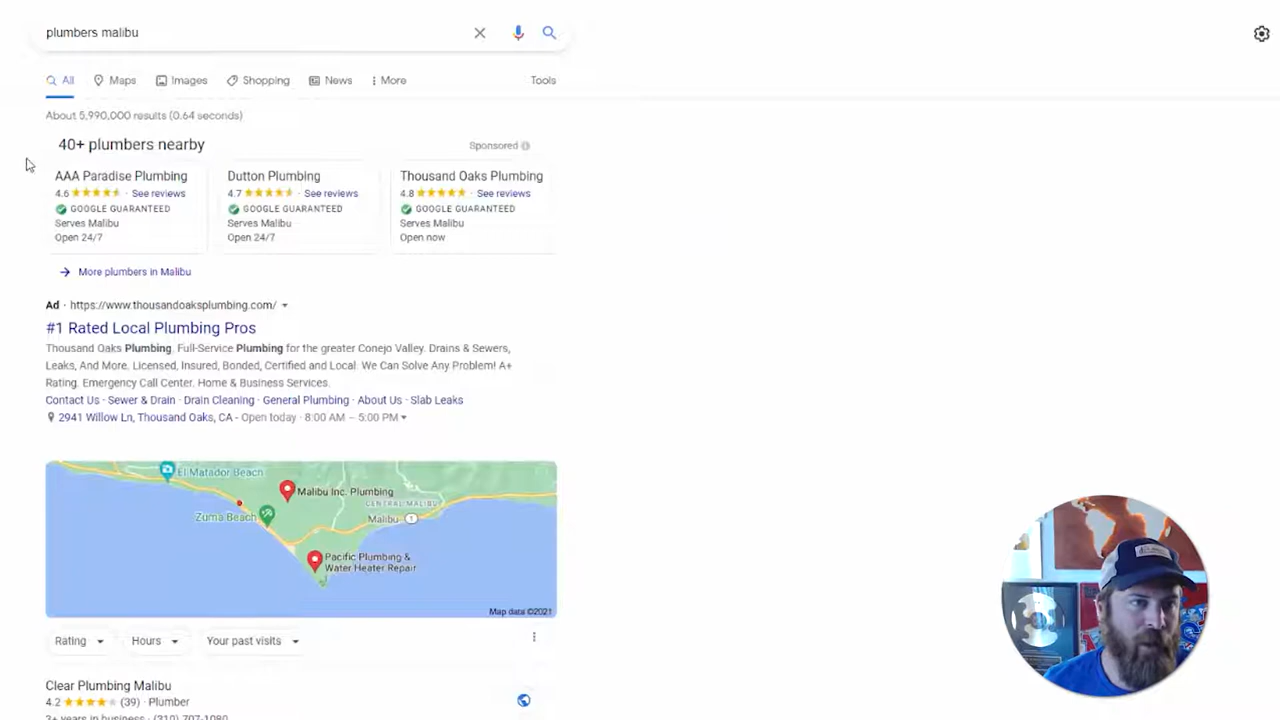 plumbers malibu
All Maps Images Shopping News More Tools
About 5,990,000 results (0.64 seconds)
40+ plumbers nearby
Sponsored
AAA Paradise Plumbing
4.6 · See reviews
GOOGLE GUARANTEED
Serves Malibu
Open 24/7
Dutton Plumbing
4.7 · See reviews
GOOGLE GUARANTEED
Serves Malibu
Open 24/7
Thousand Oaks Plumbing
4.8 · See reviews
GOOGLE GUARANTEED
Serves Malibu
Open now
More plumbers in Malibu
Ad · https://www.thousandoaksplumbing.com/
#1 Rated Local Plumbing Pros
Thousand Oaks Plumbing. Full-Service Plumbing for the greater Conejo Valley. Drains & Sewers,
Leaks, And More. Licensed, Insured, Bonded, Certified and Local. We Can Solve Any Problem! A+
Rating. Emergency Call Center. Home & Business Services.
Contact Us · Sewer & Drain · Drain Cleaning · General Plumbing · About Us · Slab Leaks
2941 Willow Ln, Thousand Oaks, CA - Open today · 8:00 AM – 5:00 PM
El Matador Beach
Malibu Inc. Plumbing
CENTRAL MALIBU
Zuma Beach
Malibu 1
Pacific Plumbing &
Water Heater Repair
Map data ©2021
Rating Hours Your past visits
Clear Plumbing Malibu
4.2 (39) · Plumber
3+ years in business · (310) 707-1080